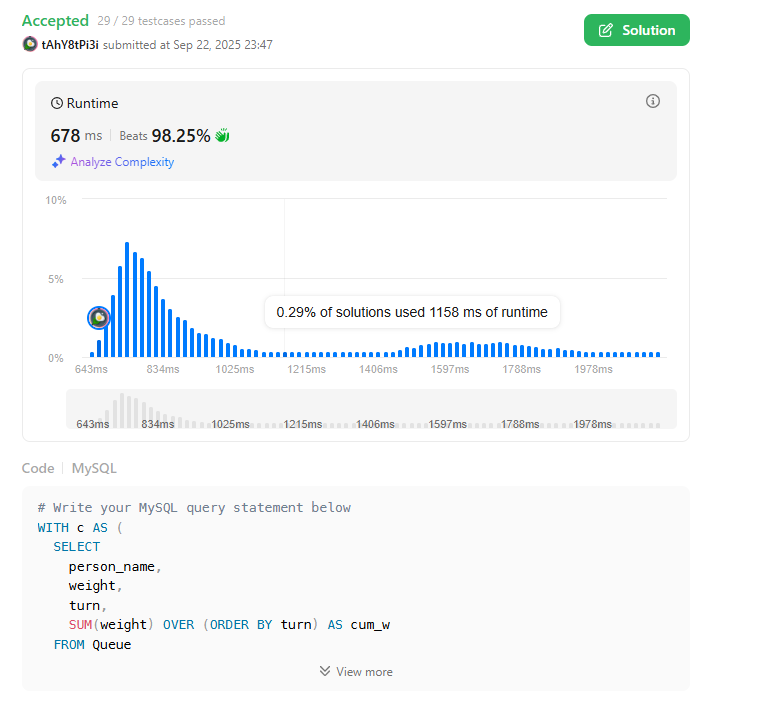 Accepted 29 / 29 testcases passed
tAhY8tPi3i submitted at Sep 22, 2025 23:47
Solution
Runtime
678 ms Beats 98.25%
Analyze Complexity
10%
5%
0.29% of solutions used 1158 ms of runtime
0%
643ms 834ms 1025ms 1215ms 1406ms 1597ms 1788ms 1978ms
643ms 834ms 1025ms 1215ms 1406ms 1597ms 1788ms 1978ms
Code MySQL
# Write your MySQL query statement below
WITH c AS (
SELECT
person_name,
weight,
turn,
SUM(weight) OVER (ORDER BY turn) AS cum_w
FROM Queue
View more